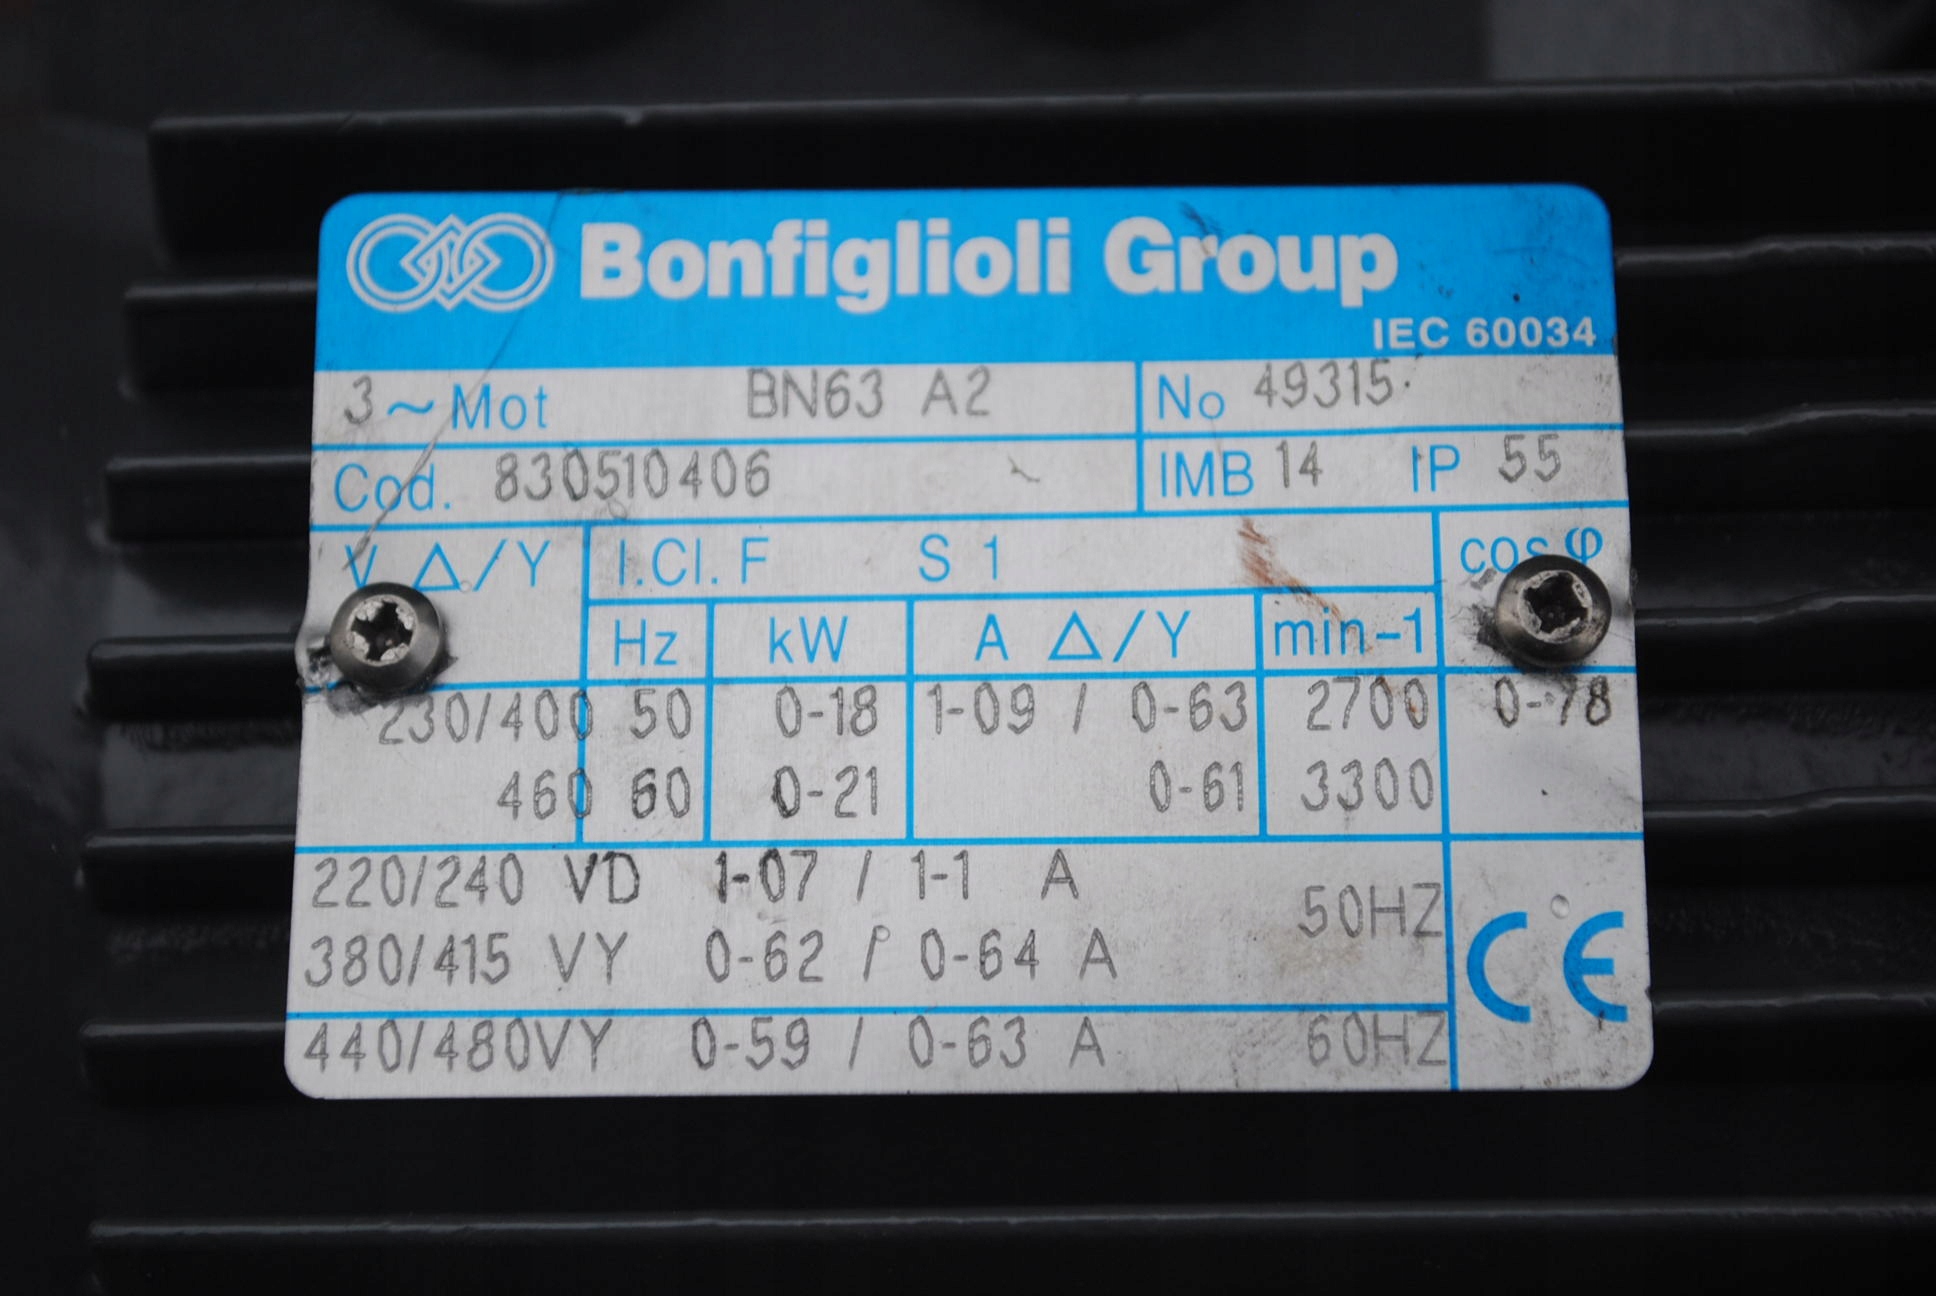 Bonfiglioli Group
IEC 60034
3 ~ Mot BN63 A2 No 49315
Cod. 830510406 IMB 14 IP 55
V Δ/Y I.Cl. F S 1 cos φ
Hz kW A Δ/Y min-1
230/400 50 0-18 1-09 / 0-63 2700 0-78
460 60 0-21 0-61 3300
220/240 VD 1-07 / 1-1 A 50HZ
380/415 VY 0-62 / 0-64 A
CE
440/480VY 0-59 / 0-63 A 60HZ